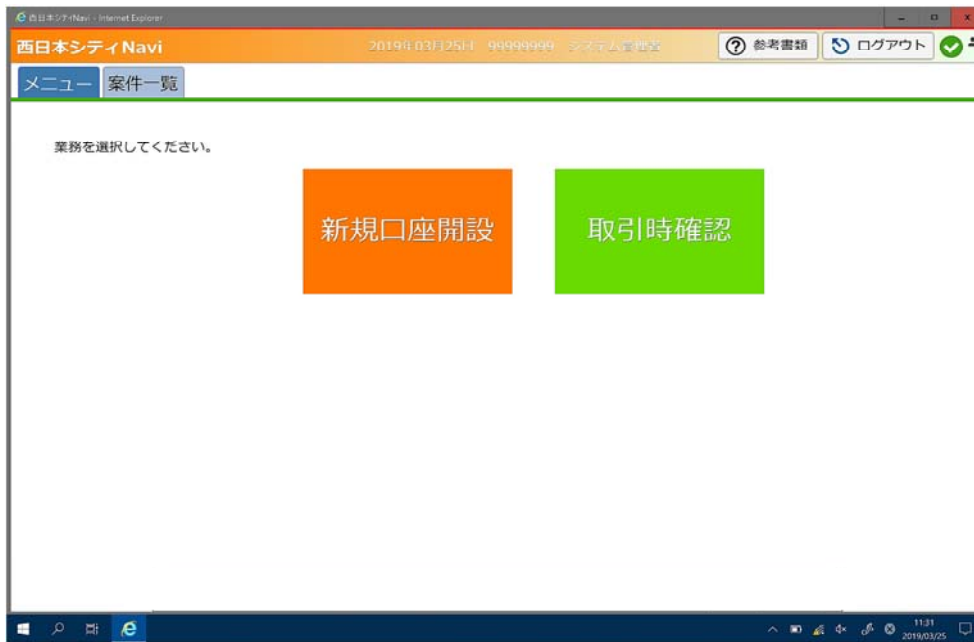 西日本シティNavi - Internet Explorer
西日本シティNavi
2019年03月25日 99999999 システム管理者
参考書類
ログアウト
メニュー
案件一覧
業務を選択してください。
新規口座開設
取引時確認
11:31
2019/03/25